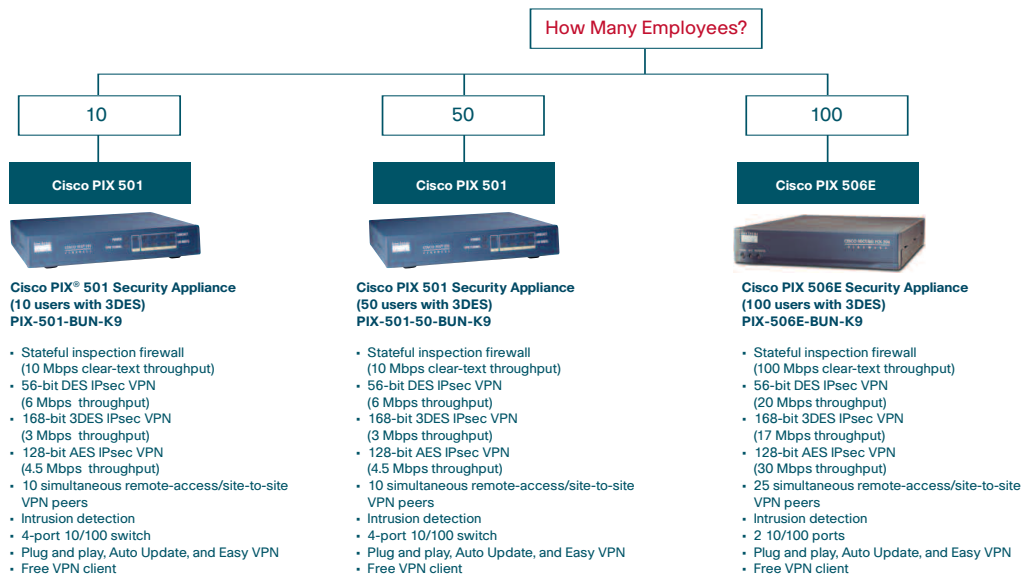 How Many Employees?
10
50
100
Cisco PIX 501
Cisco PIX 501
Cisco PIX 506E
Cisco PIX® 501 Security Appliance
(10 users with 3DES)
PIX-501-BUN-K9
▪ Stateful inspection firewall
(10 Mbps clear-text throughput)
▪ 56-bit DES IPsec VPN
(6 Mbps throughput)
▪ 168-bit 3DES IPsec VPN
(3 Mbps throughput)
▪ 128-bit AES IPsec VPN
(4.5 Mbps throughput)
▪ 10 simultaneous remote-access/site-to-site
VPN peers
▪ Intrusion detection
▪ 4-port 10/100 switch
▪ Plug and play, Auto Update, and Easy VPN
▪ Free VPN client
Cisco PIX 501 Security Appliance
(50 users with 3DES)
PIX-501-50-BUN-K9
▪ Stateful inspection firewall
(10 Mbps clear-text throughput)
▪ 56-bit DES IPsec VPN
(6 Mbps throughput)
▪ 168-bit 3DES IPsec VPN
(3 Mbps throughput)
▪ 128-bit AES IPsec VPN
(4.5 Mbps throughput)
▪ 10 simultaneous remote-access/site-to-site
VPN peers
▪ Intrusion detection
▪ 4-port 10/100 switch
▪ Plug and play, Auto Update, and Easy VPN
▪ Free VPN client
Cisco PIX 506E Security Appliance
(100 users with 3DES)
PIX-506E-BUN-K9
▪ Stateful inspection firewall
(100 Mbps clear-text throughput)
▪ 56-bit DES IPsec VPN
(20 Mbps throughput)
▪ 168-bit 3DES IPsec VPN
(17 Mbps throughput)
▪ 128-bit AES IPsec VPN
(30 Mbps throughput)
▪ 25 simultaneous remote-access/site-to-site
VPN peers
▪ Intrusion detection
▪ 2 10/100 ports
▪ Plug and play, Auto Update, and Easy VPN
▪ Free VPN client